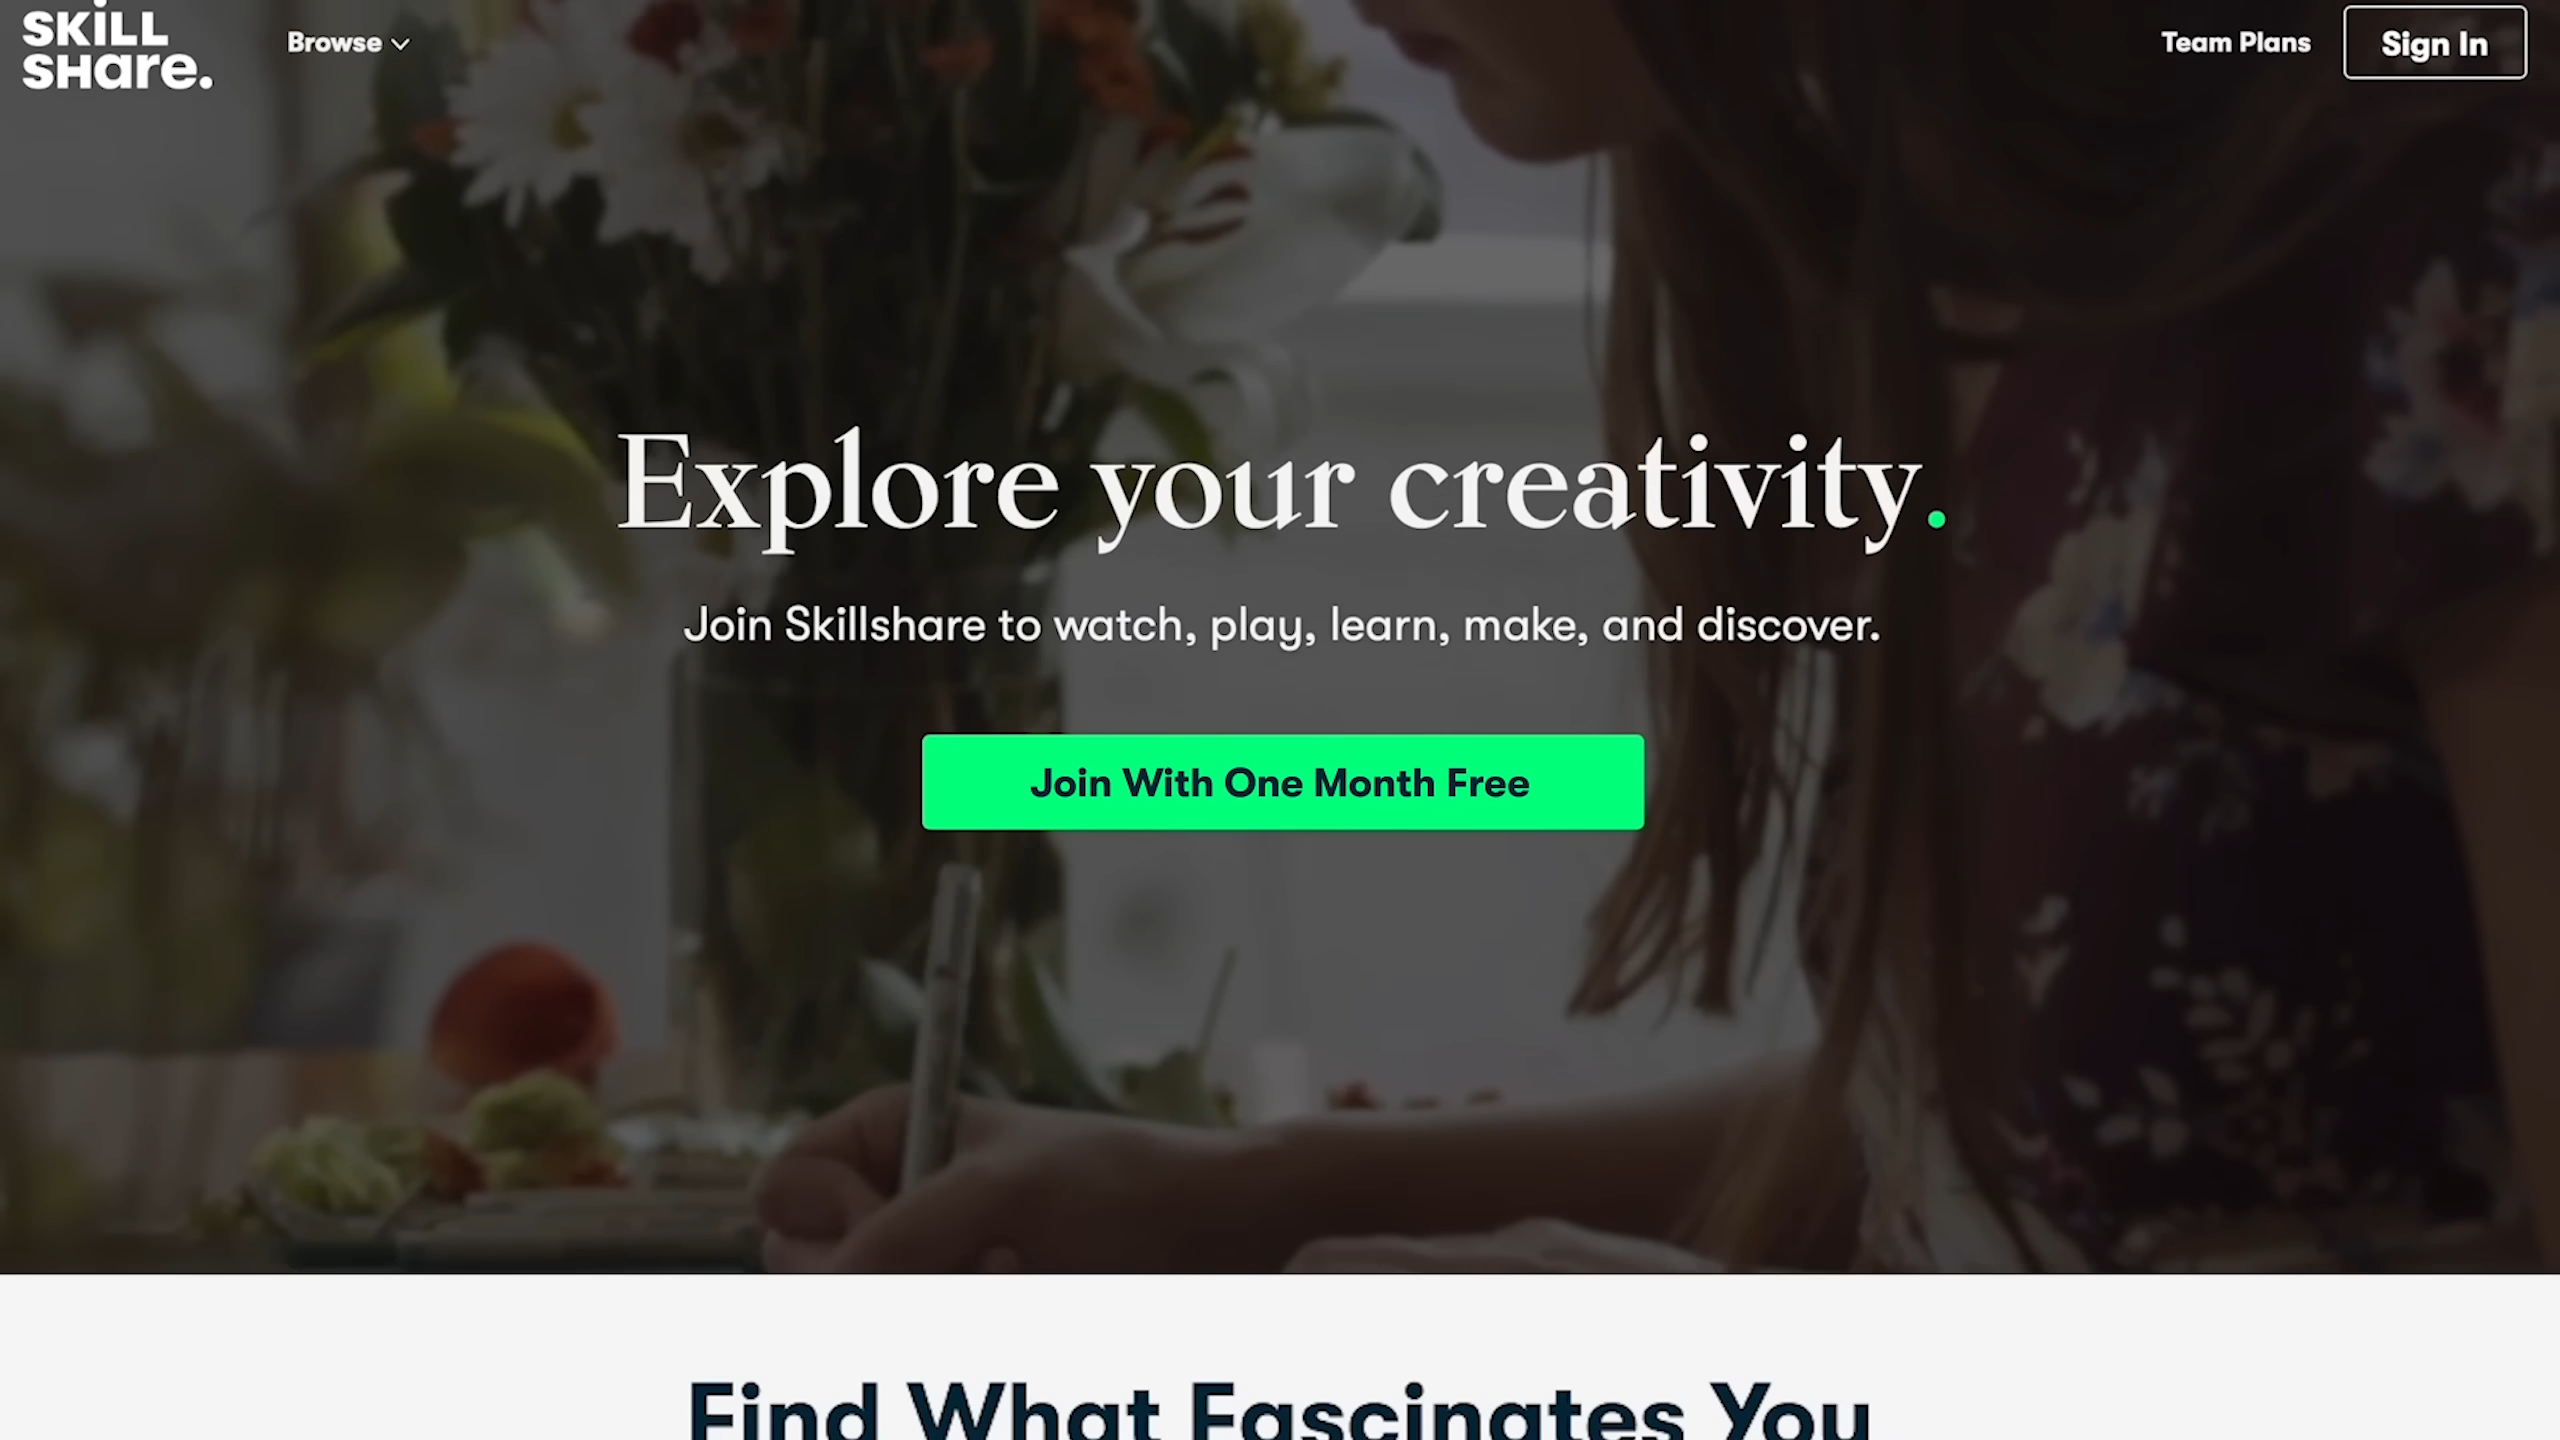 SKiLL
SHare.
Browse
Team Plans
Sign In
Explore your creativity.
Join Skillshare to watch, play, learn, make, and discover.
Join With One Month Free
Find What Fascinates You